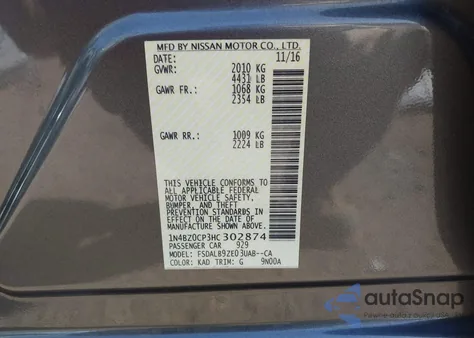 MFD BY NISSAN MOTOR CO., LTD.
DATE: 11/16
GVWR: 2010 KG
4431 LB
GAWR FR.: 1068 KG
2354 LB
GAWR RR.: 1009 KG
2224 LB
THIS VEHICLE CONFORMS TO
ALL APPLICABLE FEDERAL
MOTOR VEHICLE SAFETY,
BUMPER, AND THEFT
PREVENTION STANDARDS IN
EFFECT ON THE DATE OF
MANUFACTURE SHOWN ABOVE.
1N4BZ0CP3HC 302874
PASSENGER CAR 929
MODEL: FSDALB9ZE03UAB--CA
COLOR: KAD TRIM: G 9N00A
autoSnap